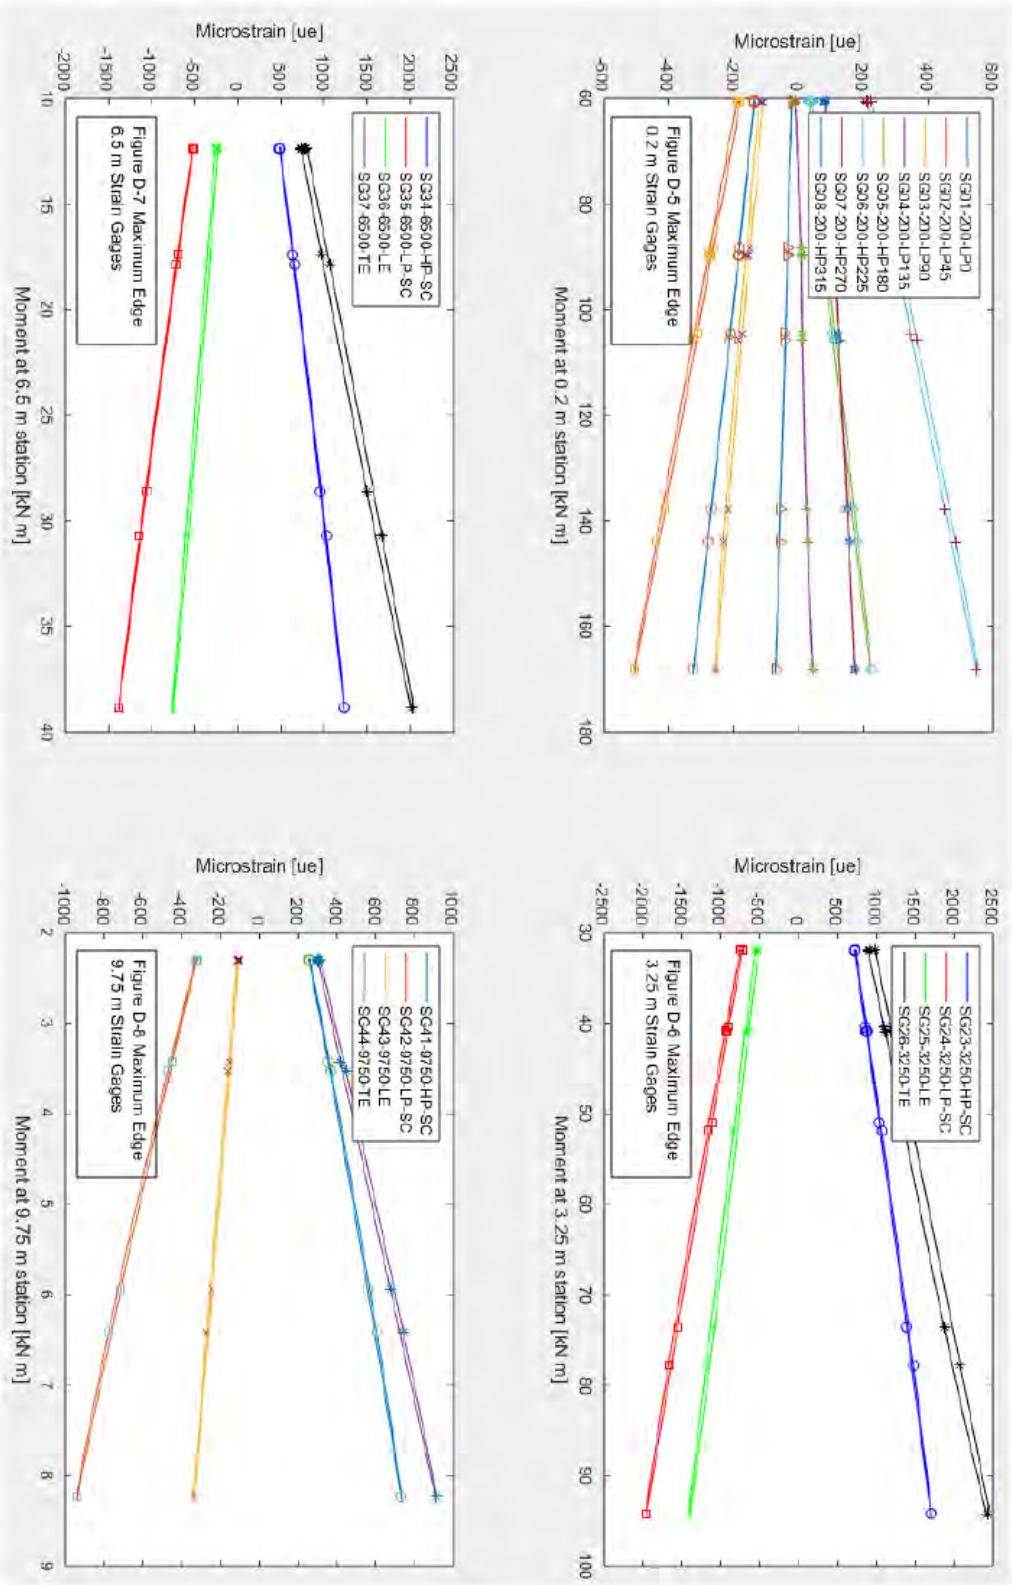 Microstrain [ue]
600
400
200
0
-200
-400
-600
SG01-200-LP0
SG02-200-LP45
SG03-200-LP90
SG04-200-LP135
SG05-200-HP180
SG06-200-HP225
SG07-200-HP270
SG08-200-HP315
Figure D-5 Maximum Edge
0.2 m Strain Gages
60 80 100 120 140 160 180
Moment at 0.2 m station [kN m]
Microstrain [ue]
2500
2000
1500
1000
500
0
-500
-1000
-1500
-2000
-2500
SG23-3250-HP-SC
SG24-3250-LP-SC
SG25-3250-LE
SG26-3250-TE
Figure D-6 Maximum Edge
3.25 m Strain Gages
30 40 50 60 70 80 90 100
Moment at 3.25 m station [kN m]
Microstrain [ue]
2500
2000
1500
1000
500
0
-500
-1000
-1500
-2000
SG34-6500-HP-SC
SG35-6500-LP-SC
SG36-6500-LE
SG37-6500-TE
Figure D-7 Maximum Edge
6.5 m Strain Gages
10 15 20 25 30 35 40
Moment at 6.5 m station [kN m]
Microstrain [ue]
1000
800
600
400
200
0
-200
-400
-600
-800
-1000
SG41-9750-HP-SC
SG42-9750-LP-SC
SG43-9750-LE
SG44-9750-TE
Figure D-8 Maximum Edge
9.75 m Strain Gages
2 3 4 5 6 7 8 9
Moment at 9.75 m station [kN m]